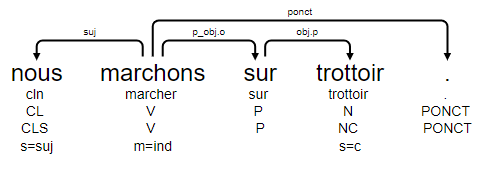 ponct
suj p_obj.o obj.p
nous marchons sur trottoir .
cln marcher sur trottoir .
CL V P N PONCT
CLS V P NC PONCT
s=suj m=ind s=c